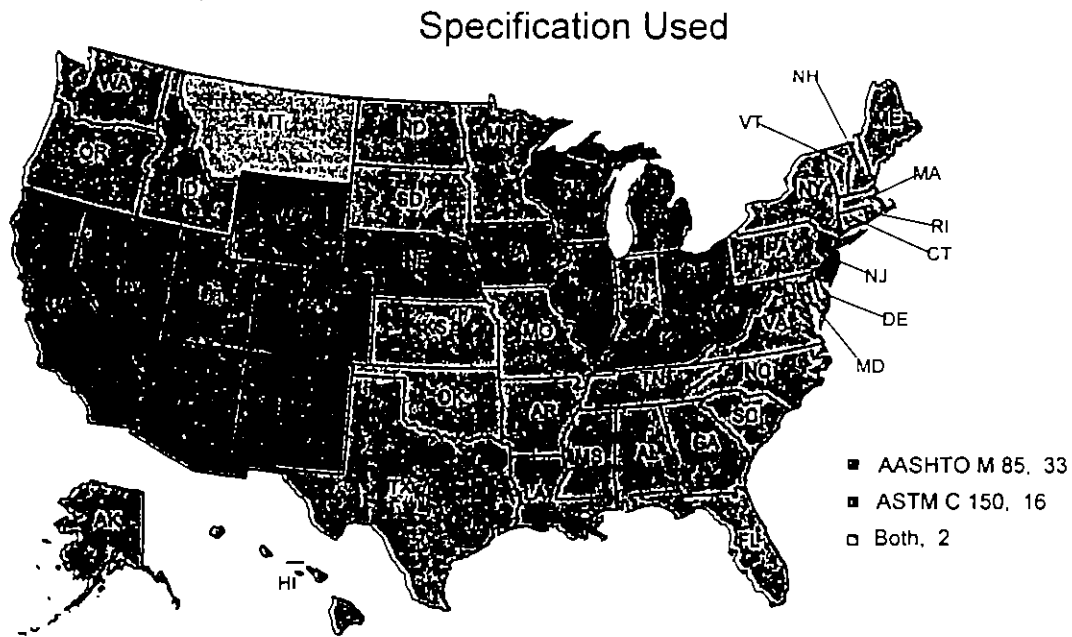 Specification Used
NH
WA
MT
ND
MN
ME
VT
OR
ID
SD
NY
MA
RI
CT
PA
NJ
NE
UT
KS
MO
IN
DE
VA
MD
TN
NC
OK
AR
SC
MS
AL
GA
LA
FL
AK
HI
AASHTO M 85, 33
ASTM C 150, 16
Both, 2